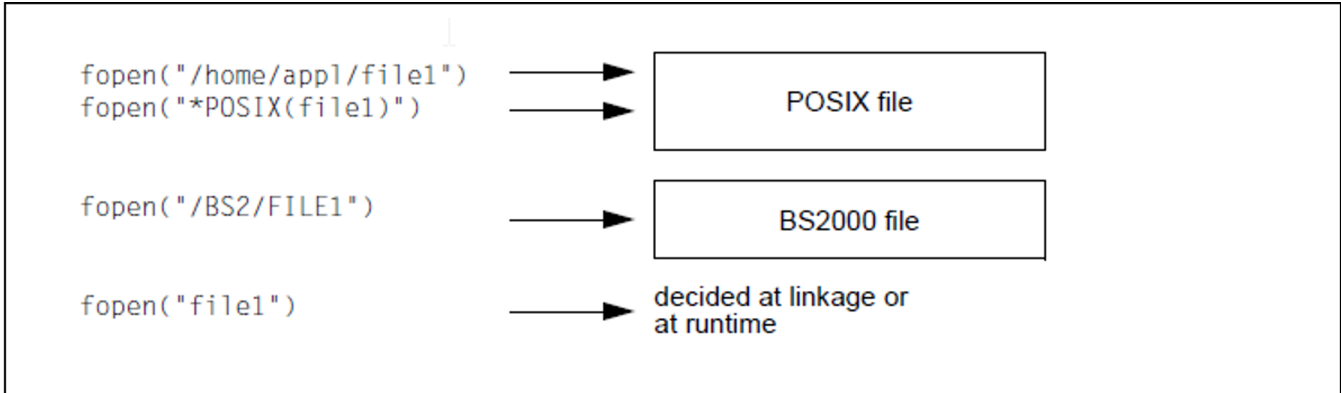 fopen("/home/appl/file1")
fopen("*POSIX(file1)")
POSIX file
fopen("/BS2/FILE1")
BS2000 file
fopen("file1")
decided at linkage or
at runtime